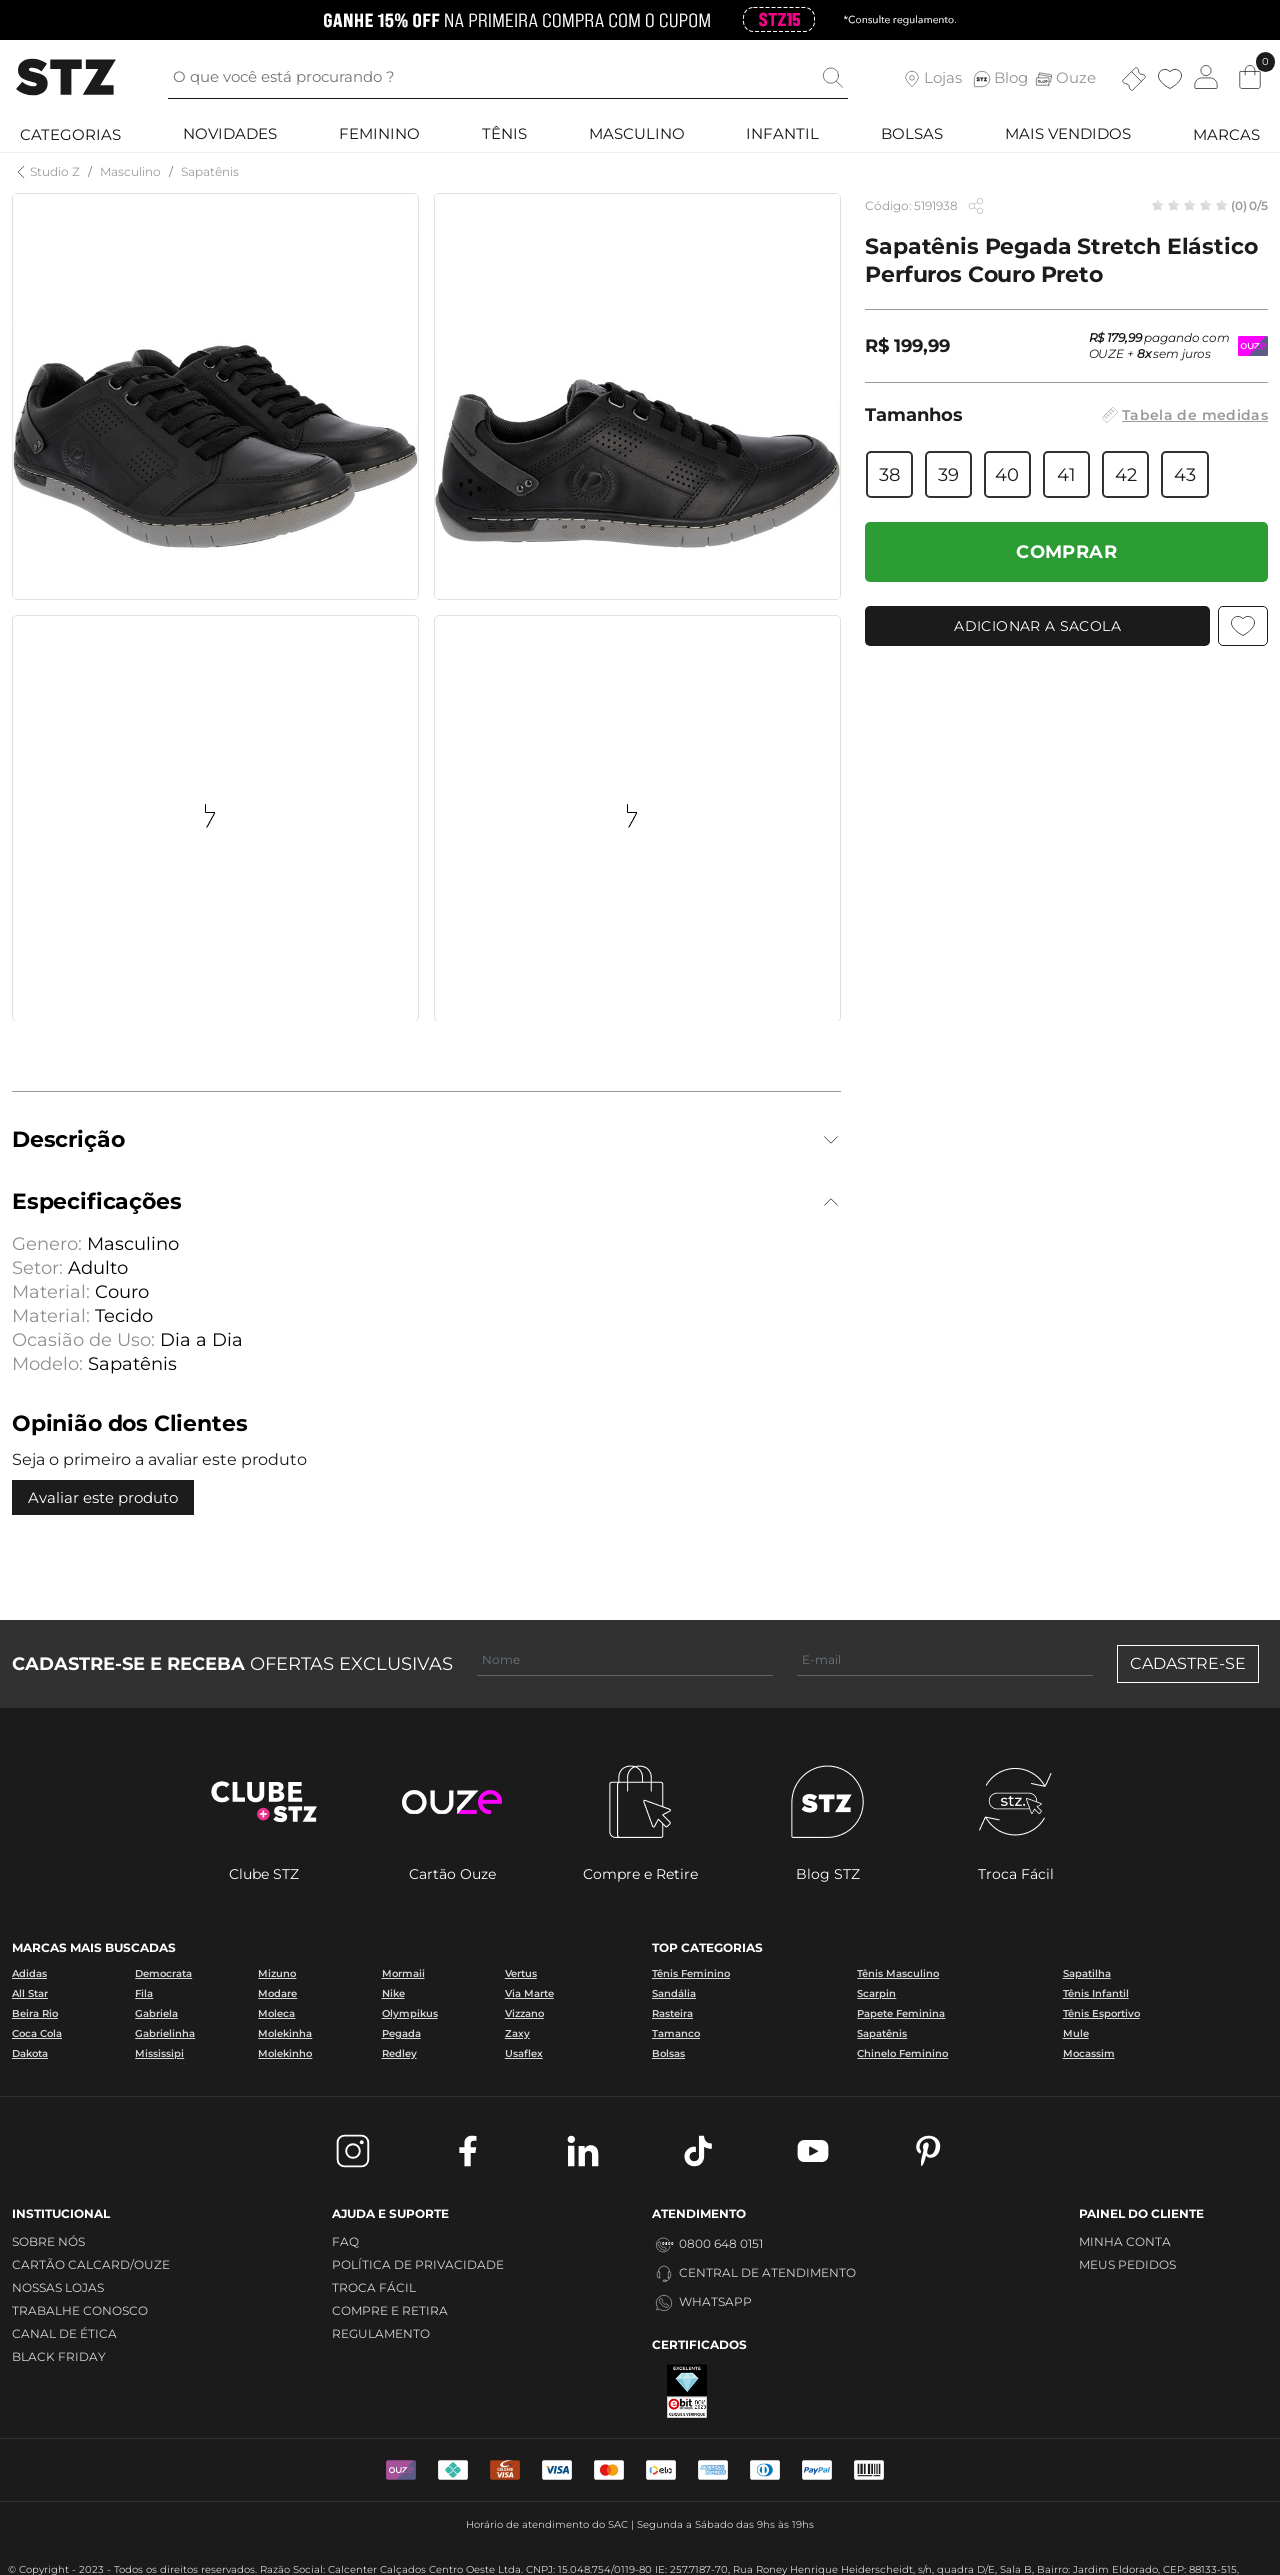 GANHE 15% OFF NA PRIMEIRA COMPRA COM O CUPOM STZ15 *Consulte regulamento.
STZ O que você está procurando ? Lojas Blog Ouze 0
CATEGORIAS NOVIDADES FEMININO TÊNIS MASCULINO INFANTIL BOLSAS MAIS VENDIDOS MARCAS
Studio Z / Masculino / Sapatênis
Código: 5191938 (0) 0/5
Sapatênis Pegada Stretch Elástico
Perfuros Couro Preto
R$ 199,99
R$ 179,99 pagando com
OUZE + 8x sem juros
Tamanhos Tabela de medidas
38 39 40 41 42 43
COMPRAR
ADICIONAR A SACOLA
Descrição
Especificações
Genero: Masculino
Setor: Adulto
Material: Couro
Material: Tecido
Ocasião de Uso: Dia a Dia
Modelo: Sapatênis
Opinião dos Clientes
Seja o primeiro a avaliar este produto
Avaliar este produto
CADASTRE-SE E RECEBA OFERTAS EXCLUSIVAS Nome E-mail CADASTRE-SE
CLUBE
STZ
ouze
STZ
stz.
Clube STZ Cartão Ouze Compre e Retire Blog STZ Troca Fácil
MARCAS MAIS BUSCADAS TOP CATEGORIAS
Adidas Democrata Mizuno Mormaii Vertus Tênis Feminino Tênis Masculino Sapatilha
All Star Fila Modare Nike Via Marte Sandália Scarpin Tênis Infantil
Beira Rio Gabriela Moleca Olympikus Vizzano Rasteira Papete Feminina Tênis Esportivo
Coca Cola Gabrielinha Molekinha Pegada Zaxy Tamanco Sapatênis Mule
Dakota Mississipi Molekinho Redley Usaflex Bolsas Chinelo Feminino Mocassim
INSTITUCIONAL
SOBRE NÓS
CARTÃO CALCARD/OUZE
NOSSAS LOJAS
TRABALHE CONOSCO
CANAL DE ÉTICA
BLACK FRIDAY
AJUDA E SUPORTE
FAQ
POLÍTICA DE PRIVACIDADE
TROCA FÁCIL
COMPRE E RETIRA
REGULAMENTO
ATENDIMENTO
0800 648 0151
CENTRAL DE ATENDIMENTO
WHATSAPP
CERTIFICADOS
EXCELENTE
ebit
CLIQUE E VERIFIQUE
PAINEL DO CLIENTE
MINHA CONTA
MEUS PEDIDOS
VISA VISA elo PayPal
Horário de atendimento do SAC | Segunda a Sábado das 9hs às 19hs
© Copyright - 2023 - Todos os direitos reservados. Razão Social: Calcenter Calçados Centro Oeste Ltda. CNPJ: 15.048.754/0119-80 IE: 257.7187-70, Rua Roney Henrique Heiderscheidt, s/n, quadra D/E, Sala B, Bairro: Jardim Eldorado, CEP: 88133-515,